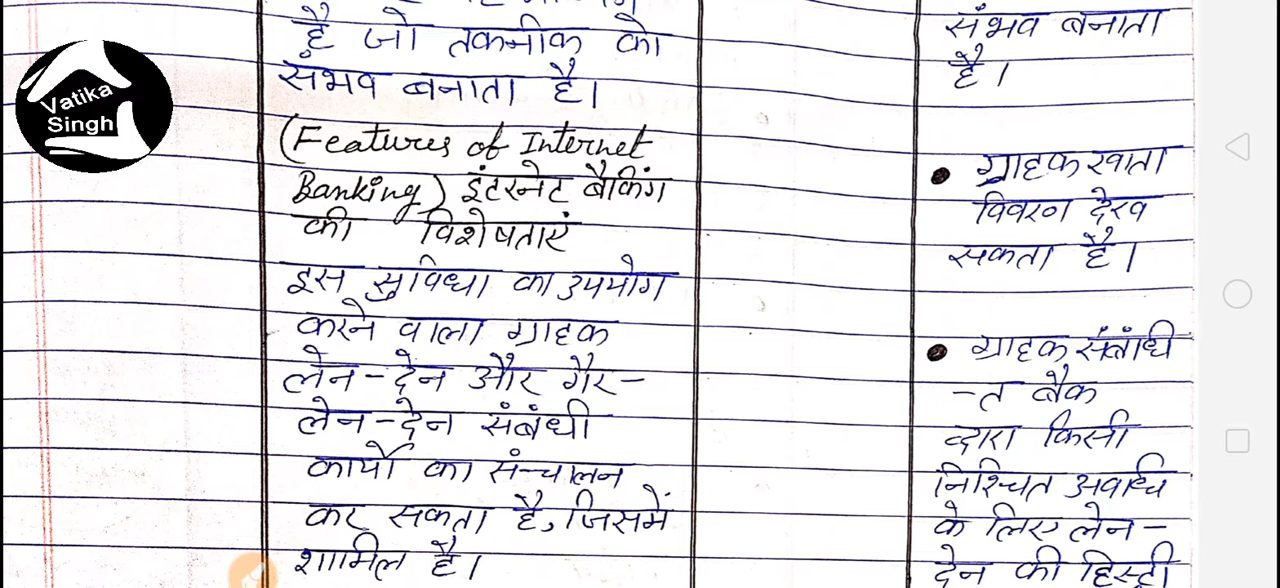 Vatika
Singh
है जो तकनीक को
संभव बनाता है।
(Features of Internet
Banking) इंटरनेट बैकिंग
की विशेषताएं
इस सुविधा का उपयोग
करने वाला ग्राहक
लेन-देन और गैर-
लेन-देन संबंधी
कार्यों का संचालन
कर सकता है, जिसमें
शामिल है।
संभव बनाता
है।
• ग्राहक खाता
विवरण देख
सकता है।
• ग्राहक संबंधि
-त बैंक
द्वारा किसी
निश्चित अवधि
के लिए लेन-
देन की हिस्ट्री